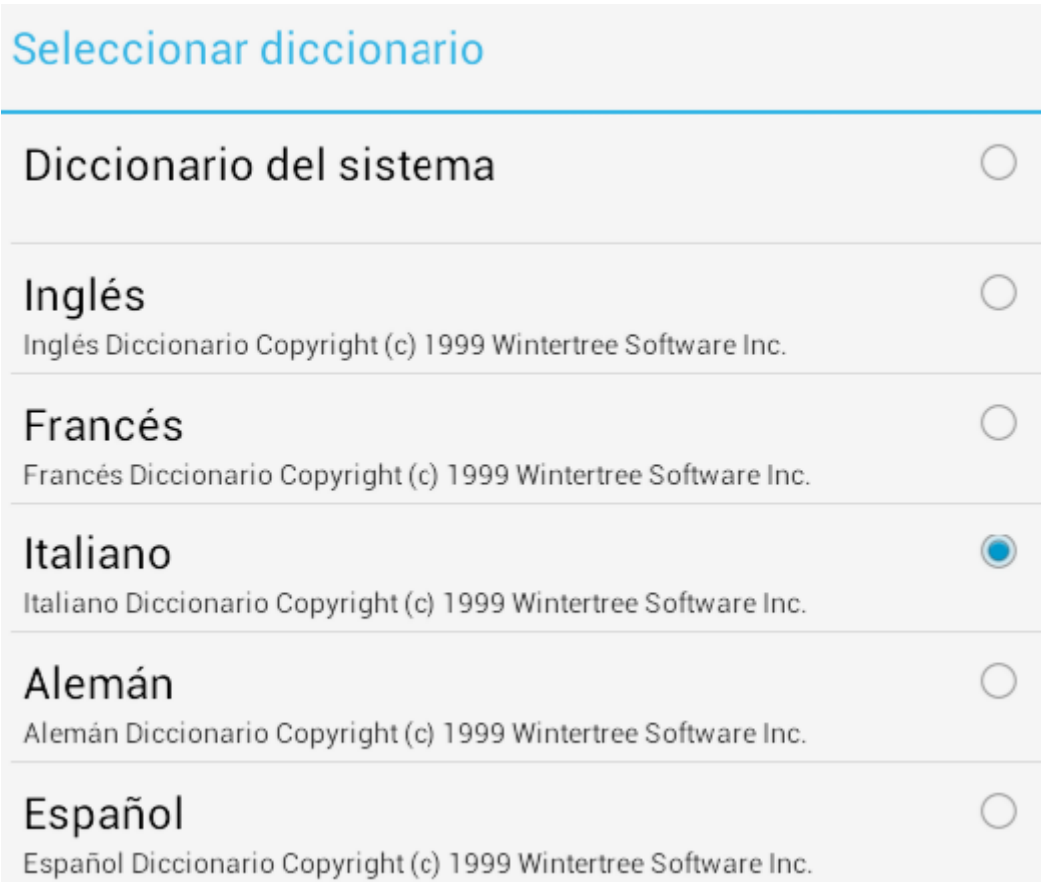 Seleccionar diccionario
Diccionario del sistema
Inglés
Inglés Diccionario Copyright (c) 1999 Wintertree Software Inc.
Francés
Francés Diccionario Copyright (c) 1999 Wintertree Software Inc.
Italiano
Italiano Diccionario Copyright (c) 1999 Wintertree Software Inc.
Alemán
Alemán Diccionario Copyright (c) 1999 Wintertree Software Inc.
Español
Español Diccionario Copyright (c) 1999 Wintertree Software Inc.